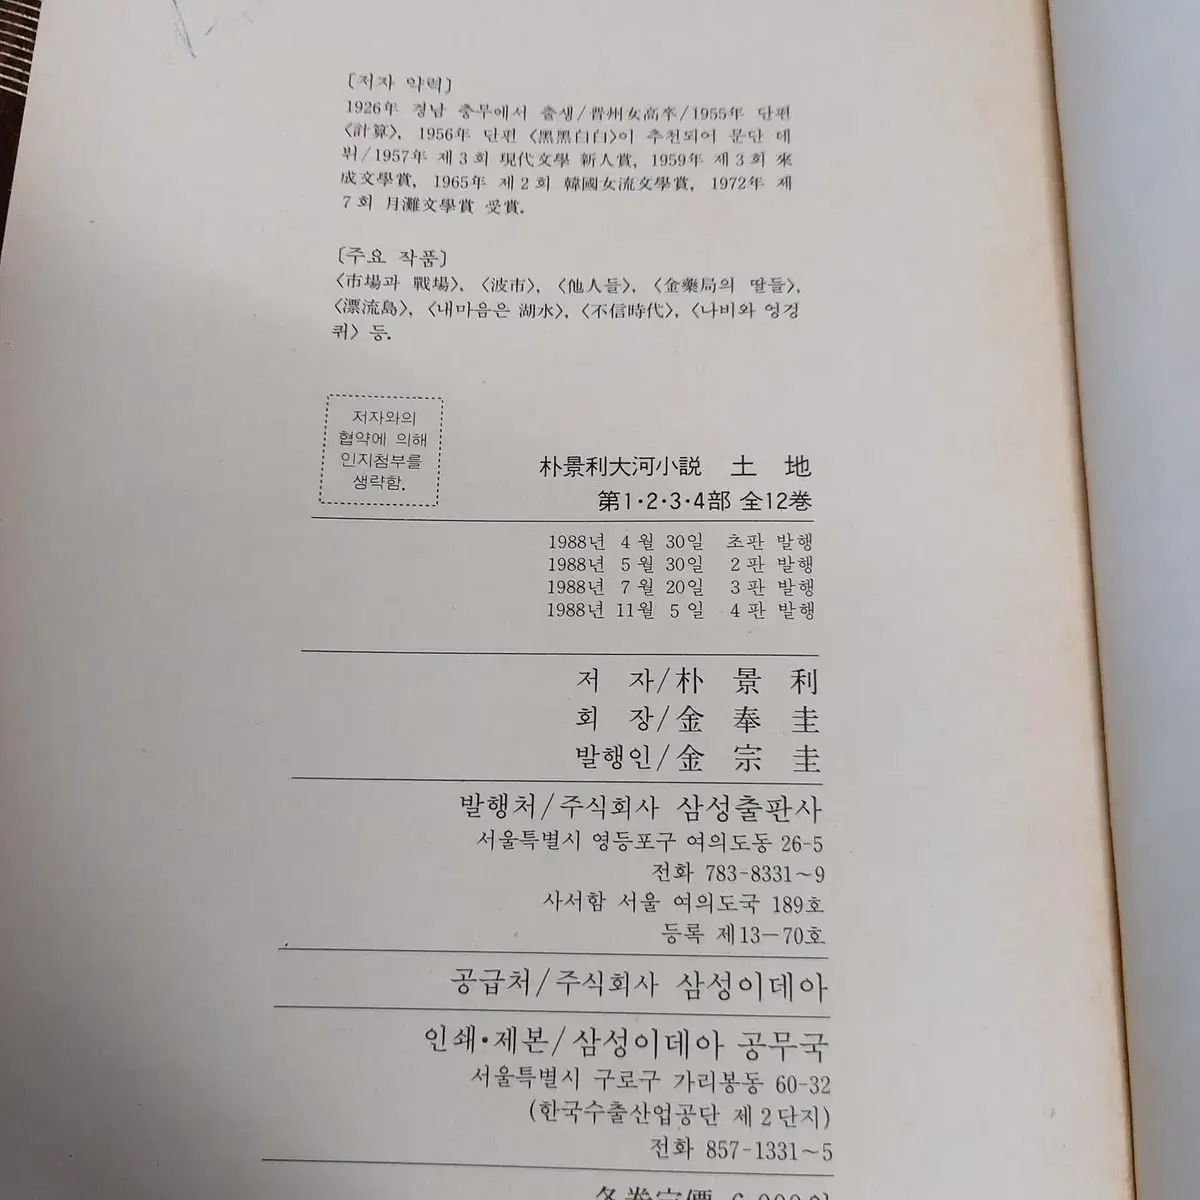 [저자 약력]
1926年 경남 충무에서 출생/晋州女高卒/1955年 단편
〈計算〉, 1956年 단편 〈黑黑白白〉이 추천되어 문단 데
뷔/1957年 제3회 現代文學 新人賞, 1959年 제3회 來
成文學賞, 1965年 제2회 韓國女流文學賞, 1972年 제
7회 月灘文學賞 受賞.
[주요 작품]
〈市場과 戰場〉, 〈波市〉, 〈他人들〉, 〈金藥局의 딸들〉,
〈漂流島〉, 〈내마음은 湖水〉, 〈不信時代〉, 〈나비와 엉겅
퀴〉 등.
저자와의
협약에 의해
인지첨부를
생략함.
朴景利大河小説 土 地
第1·2·3·4部 全12巻
1988년 4월 30일 초판 발행
1988년 5월 30일 2판 발행
1988년 7월 20일 3판 발행
1988년 11월 5일 4판 발행
저 자/朴 景 利
회 장/金 奉 圭
발행인/金 宗 圭
발행처/주식회사 삼성출판사
서울특별시 영등포구 여의도동 26-5
전화 783-8331~9
사서함 서울 여의도국 189호
등록 제13-70호
공급처/주식회사 삼성이데아
인쇄·제본/삼성이데아 공무국
서울특별시 구로구 가리봉동 60-32
(한국수출산업공단 제2단지)
전화 857-1331~5
各巻定價 6,000원